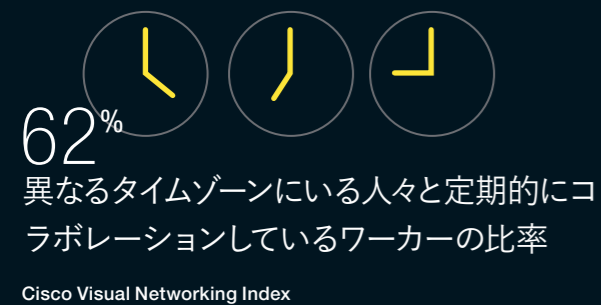 62%
異なるタイムゾーンにいる人々と定期的にコ
ラボレーションしているワーカーの比率
Cisco Visual Networking Index